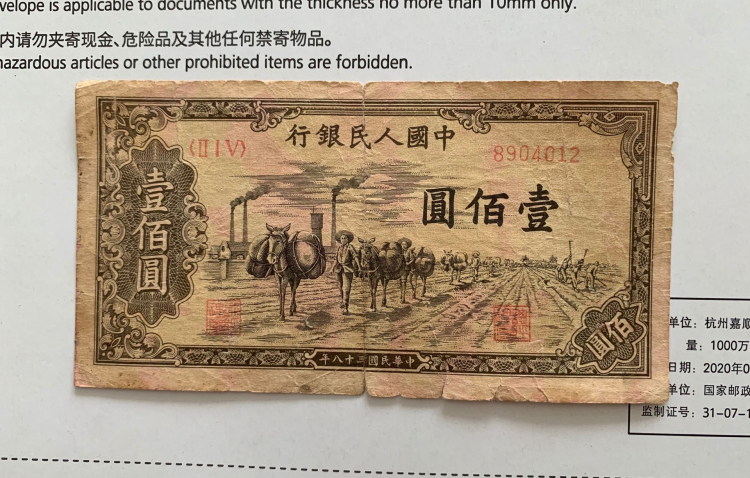 velope is applicable to documents with the thickness no more than 10mm only.
内请勿夹寄现金、危险品及其他任何禁寄物品。
hazardous articles or other prohibited items are forbidden.
行銀民人國中
(II I V)
8904012
圓佰壹
壹佰圓
佰圓
年八十三國民華中
单位：杭州嘉顺
量：1000万
日期：2020年0
单位：国家邮政
监制证号：31-07-1